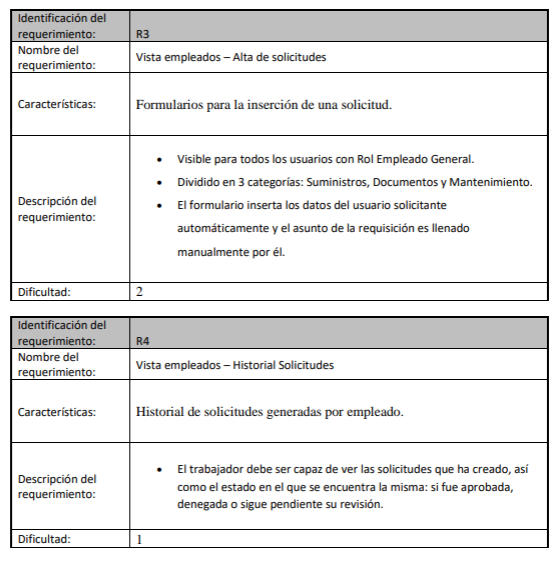 Identificación del
requerimiento: R3
Nombre del
requerimiento: Vista empleados – Alta de solicitudes
Características: Formularios para la inserción de una solicitud.
Descripción del
requerimiento:
• Visible para todos los usuarios con Rol Empleado General.
• Dividido en 3 categorías: Suministros, Documentos y Mantenimiento.
• El formulario inserta los datos del usuario solicitante
automáticamente y el asunto de la requisición es llenado
manualmente por él.
Dificultad: 2
Identificación del
requerimiento: R4
Nombre del
requerimiento: Vista empleados – Historial Solicitudes
Características: Historial de solicitudes generadas por empleado.
Descripción del
requerimiento:
• El trabajador debe ser capaz de ver las solicitudes que ha creado, así
como el estado en el que se encuentra la misma: si fue aprobada,
denegada o sigue pendiente su revisión.
Dificultad: 1